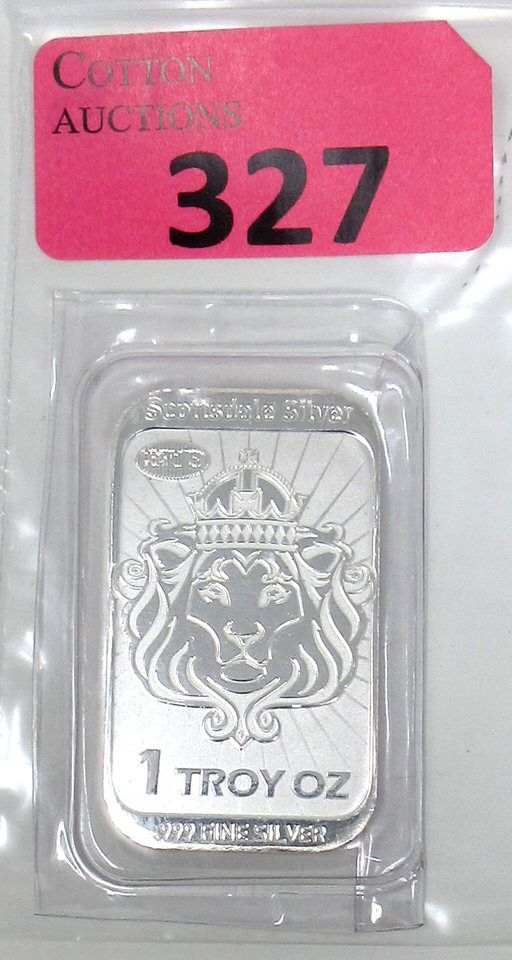 COTTON
AUCTIONS
327
Scottsdale Silver
1 TROY OZ
.999 FINE SILVER